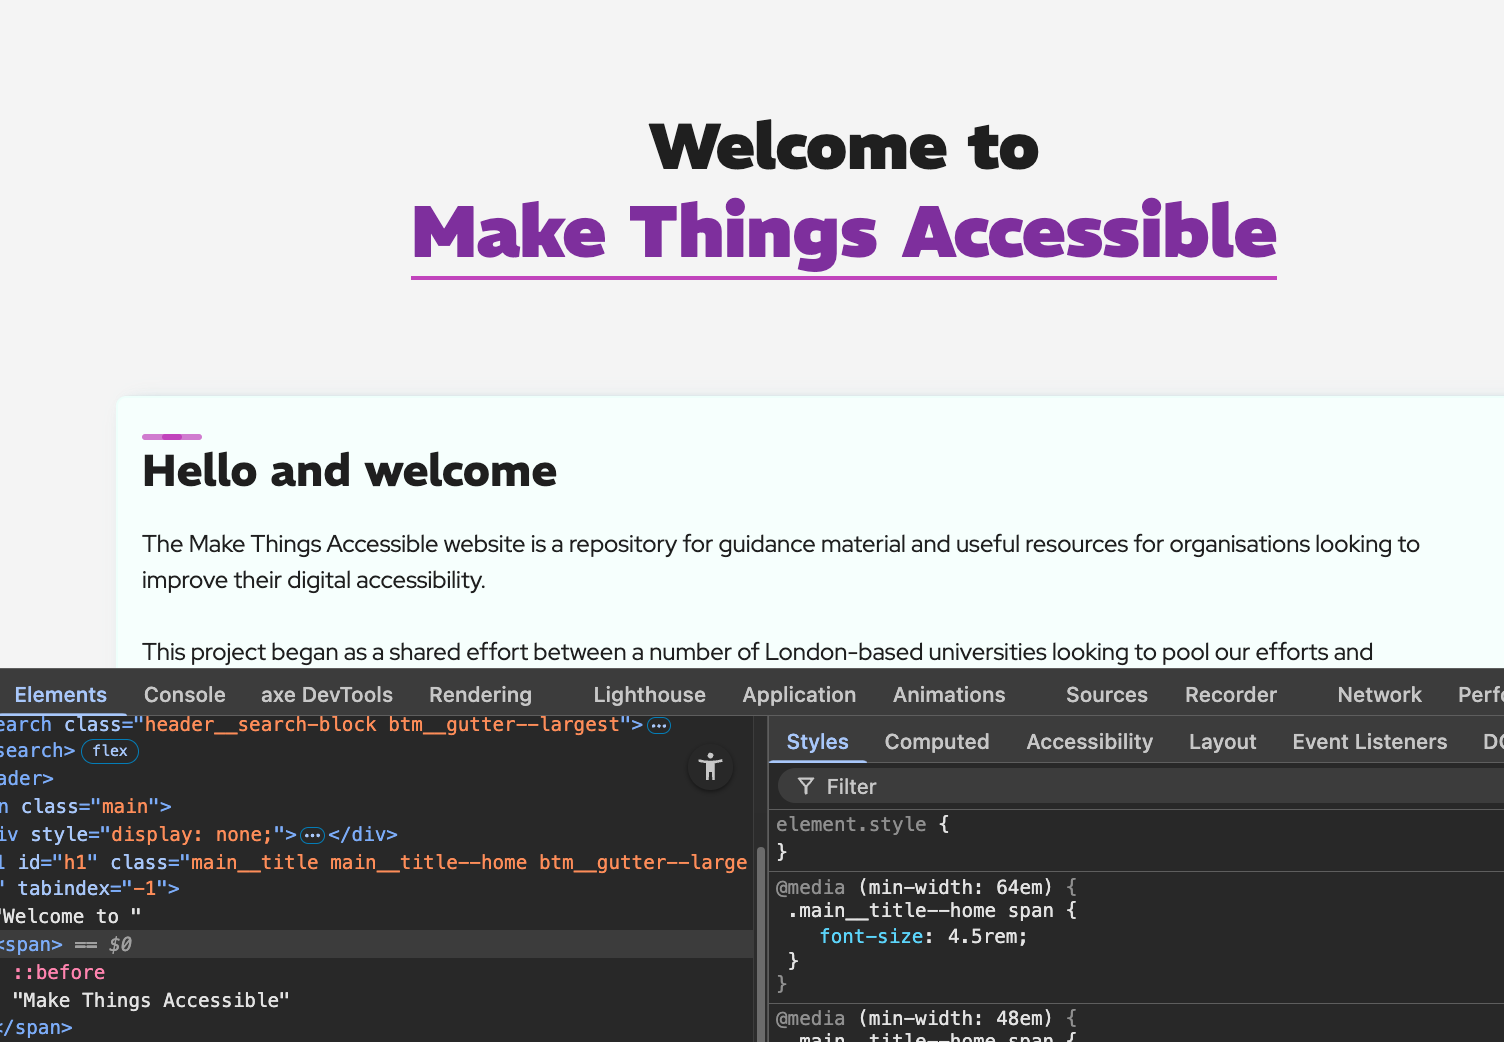 Welcome to
Make Things Accessible
Hello and welcome
The Make Things Accessible website is a repository for guidance material and useful resources for organisations looking to
improve their digital accessibility.
This project began as a shared effort between a number of London-based universities looking to pool our efforts and
Elements Console axe DevTools Rendering Lighthouse Application Animations Sources Recorder Network Perfo
earch class="header__search-block btm__gutter--largest">
search> flex
ader>
n class="main">
iv style="display: none;"></div>
l id="h1" class="main__title main__title--home btm__gutter--large
" tabindex="-1">
"Welcome to "
<span> == $0
::before
"Make Things Accessible"
</span>
Styles Computed Accessibility Layout Event Listeners DO
Filter
element.style {
}
@media (min-width: 64em) {
.main__title--home span {
font-size: 4.5rem;
}
}
@media (min-width: 48em) {
.main__title--home span {